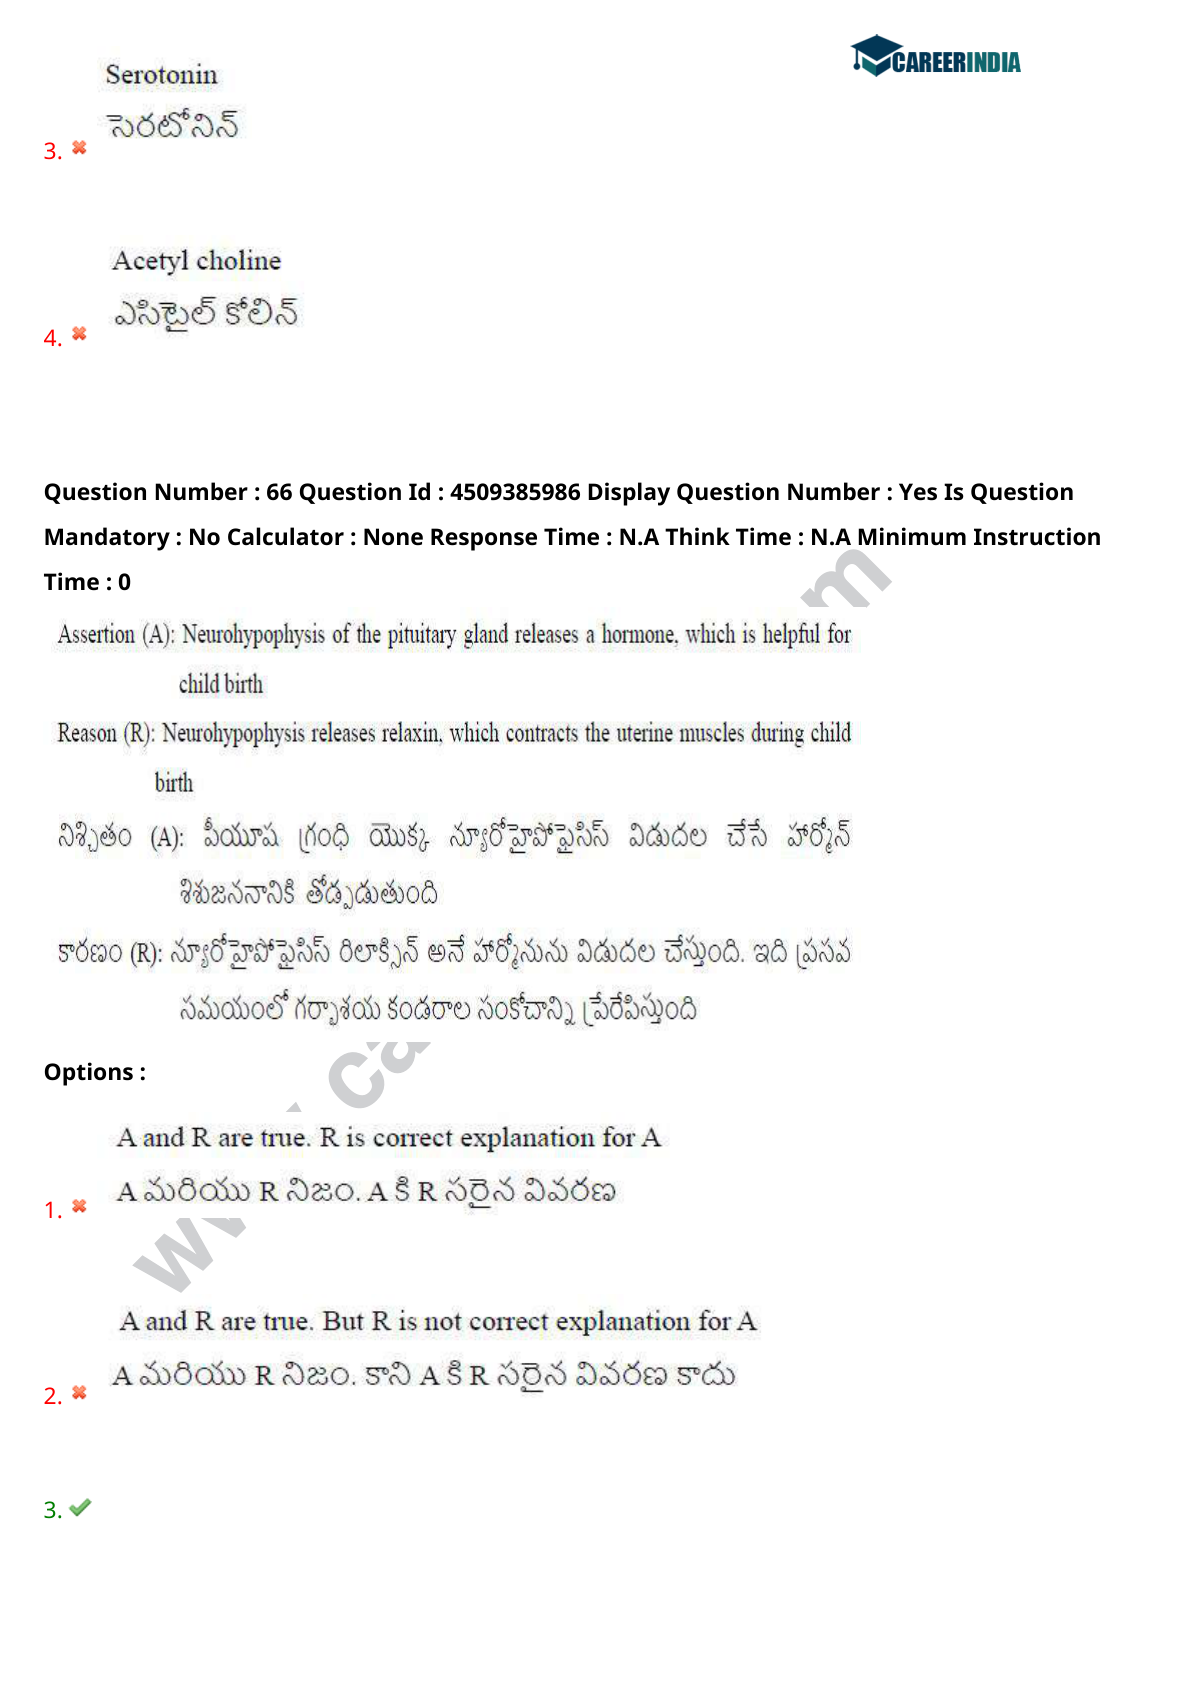 CAREERINDIA
Serotonin
సెరటోనిన్
3.
Acetyl choline
ఎసిటైల్ కోలిన్
4.
Question Number : 66 Question Id : 4509385986 Display Question Number : Yes Is Question
Mandatory : No Calculator : None Response Time : N.A Think Time : N.A Minimum Instruction
Time : 0
Assertion (A): Neurohypophysis of the pituitary gland releases a hormone, which is helpful for
child birth
Reason (R): Neurohypophysis releases relaxin, which contracts the uterine muscles during child
birth
నిశ్చితం (A): పీయూష గ్రంధి యొక్క న్యూరోహైపోఫైసిస్ విడుదల చేసే హార్మోన్
శిశుజననానికి తోడ్పడుతుంది
కారణం (R): న్యూరోహైపోఫైసిస్ రిలాక్సిన్ అనే హార్మోనును విడుదల చేస్తుంది. ఇది ప్రసవ
సమయంలో గర్భాశయ కండరాల సంకోచాన్ని ప్రేరేపిస్తుంది
Options :
A and R are true. R is correct explanation for A
A మరియు R నిజం. A కి R సరైన వివరణ
1.
A and R are true. But R is not correct explanation for A
A మరియు R నిజం. కాని A కి R సరైన వివరణ కాదు
2.
3.